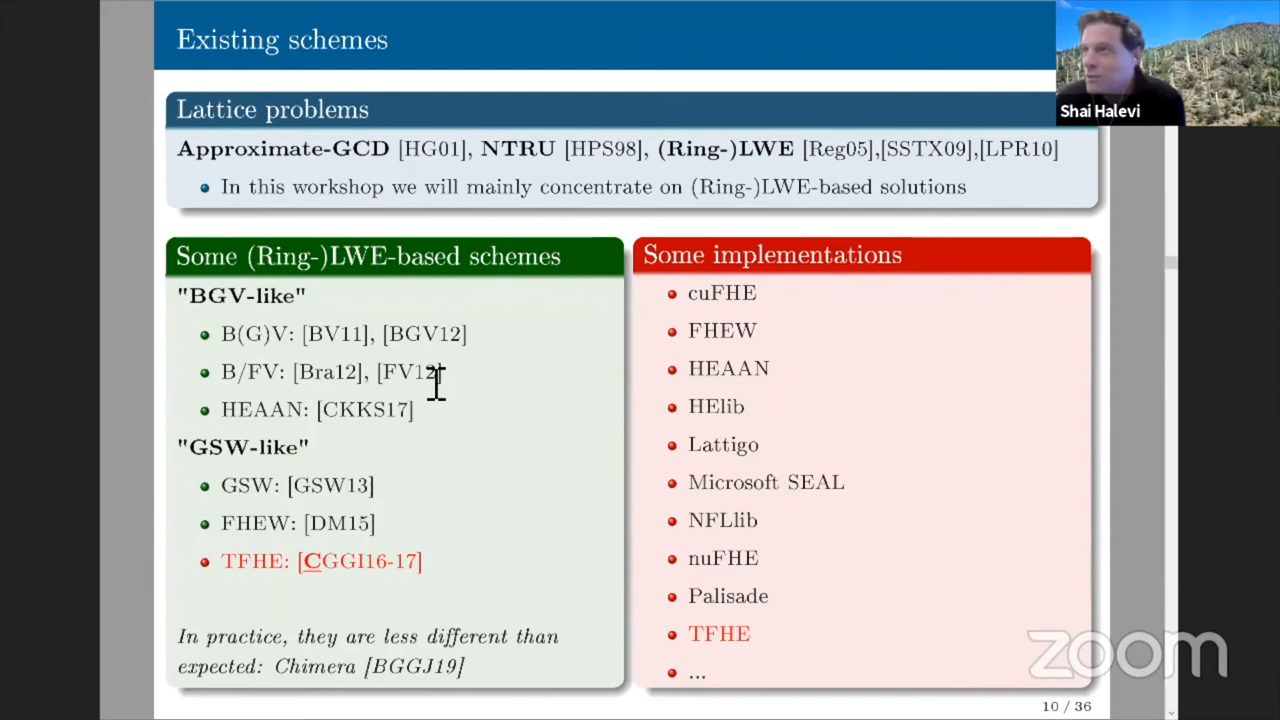 Existing schemes
Shai Halevi
Lattice problems
Approximate-GCD [HG01], NTRU [HPS98], (Ring-)LWE [Reg05],[SSTX09],[LPR10]
In this workshop we will mainly concentrate on (Ring-)LWE-based solutions
Some (Ring-)LWE-based schemes
"BGV-like"
B(G)V: [BV11], [BGV12]
B/FV: [Bra12], [FV12]
HEAAN: [CKKS17]
"GSW-like"
GSW: [GSW13]
FHEW: [DM15]
TFHE: [CGGI16-17]
In practice, they are less different than
expected: Chimera [BGGJ19]
Some implementations
cuFHE
FHEW
HEAAN
HElib
Lattigo
Microsoft SEAL
NFLlib
nuFHE
Palisade
TFHE
...
zoom
10 / 36